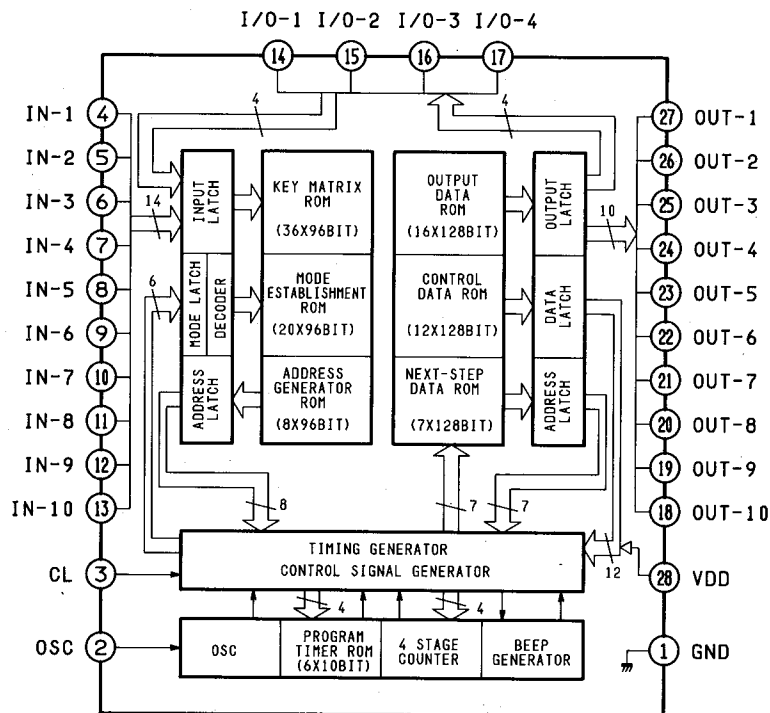 I/O-1 I/O-2 I/O-3 I/O-4
14 15 16 17
4
4
IN-1 4
IN-2 5
IN-3 6
IN-4 7
IN-5 8
IN-6 9
IN-7 10
IN-8 11
IN-9 12
IN-10 13
CL 3
OSC 2
14
6
INPUT LATCH
MODE LATCH
DECODER
ADDRESS LATCH
KEY MATRIX
ROM
(36X96BIT)
MODE
ESTABLISHMENT
ROM
(20X96BIT)
ADDRESS
GENERATOR
ROM
(8X96BIT)
OUTPUT
DATA
ROM
(16X128BIT)
CONTROL
DATA ROM
(12X128BIT)
NEXT-STEP
DATA ROM
(7X128BIT)
OUTPUT LATCH
DATA LATCH
ADDRESS LATCH
10
27 OUT-1
26 OUT-2
25 OUT-3
24 OUT-4
23 OUT-5
22 OUT-6
21 OUT-7
20 OUT-8
19 OUT-9
18 OUT-10
28 VDD
1 GND
8
7
7
12
TIMING GENERATOR
CONTROL SIGNAL GENERATOR
4
4
OSC
PROGRAM
TIMER ROM
(6X10BIT)
4 STAGE
COUNTER
BEEP
GENERATOR